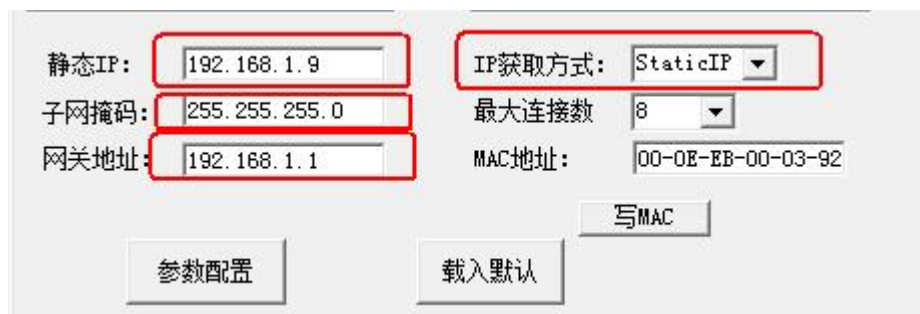 静态IP: 192.168.1.9 IP获取方式: StaticIP
子网掩码: 255.255.255.0 最大连接数 8
网关地址: 192.168.1.1 MAC地址: 00-0E-EB-00-03-92
写MAC
参数配置 载入默认